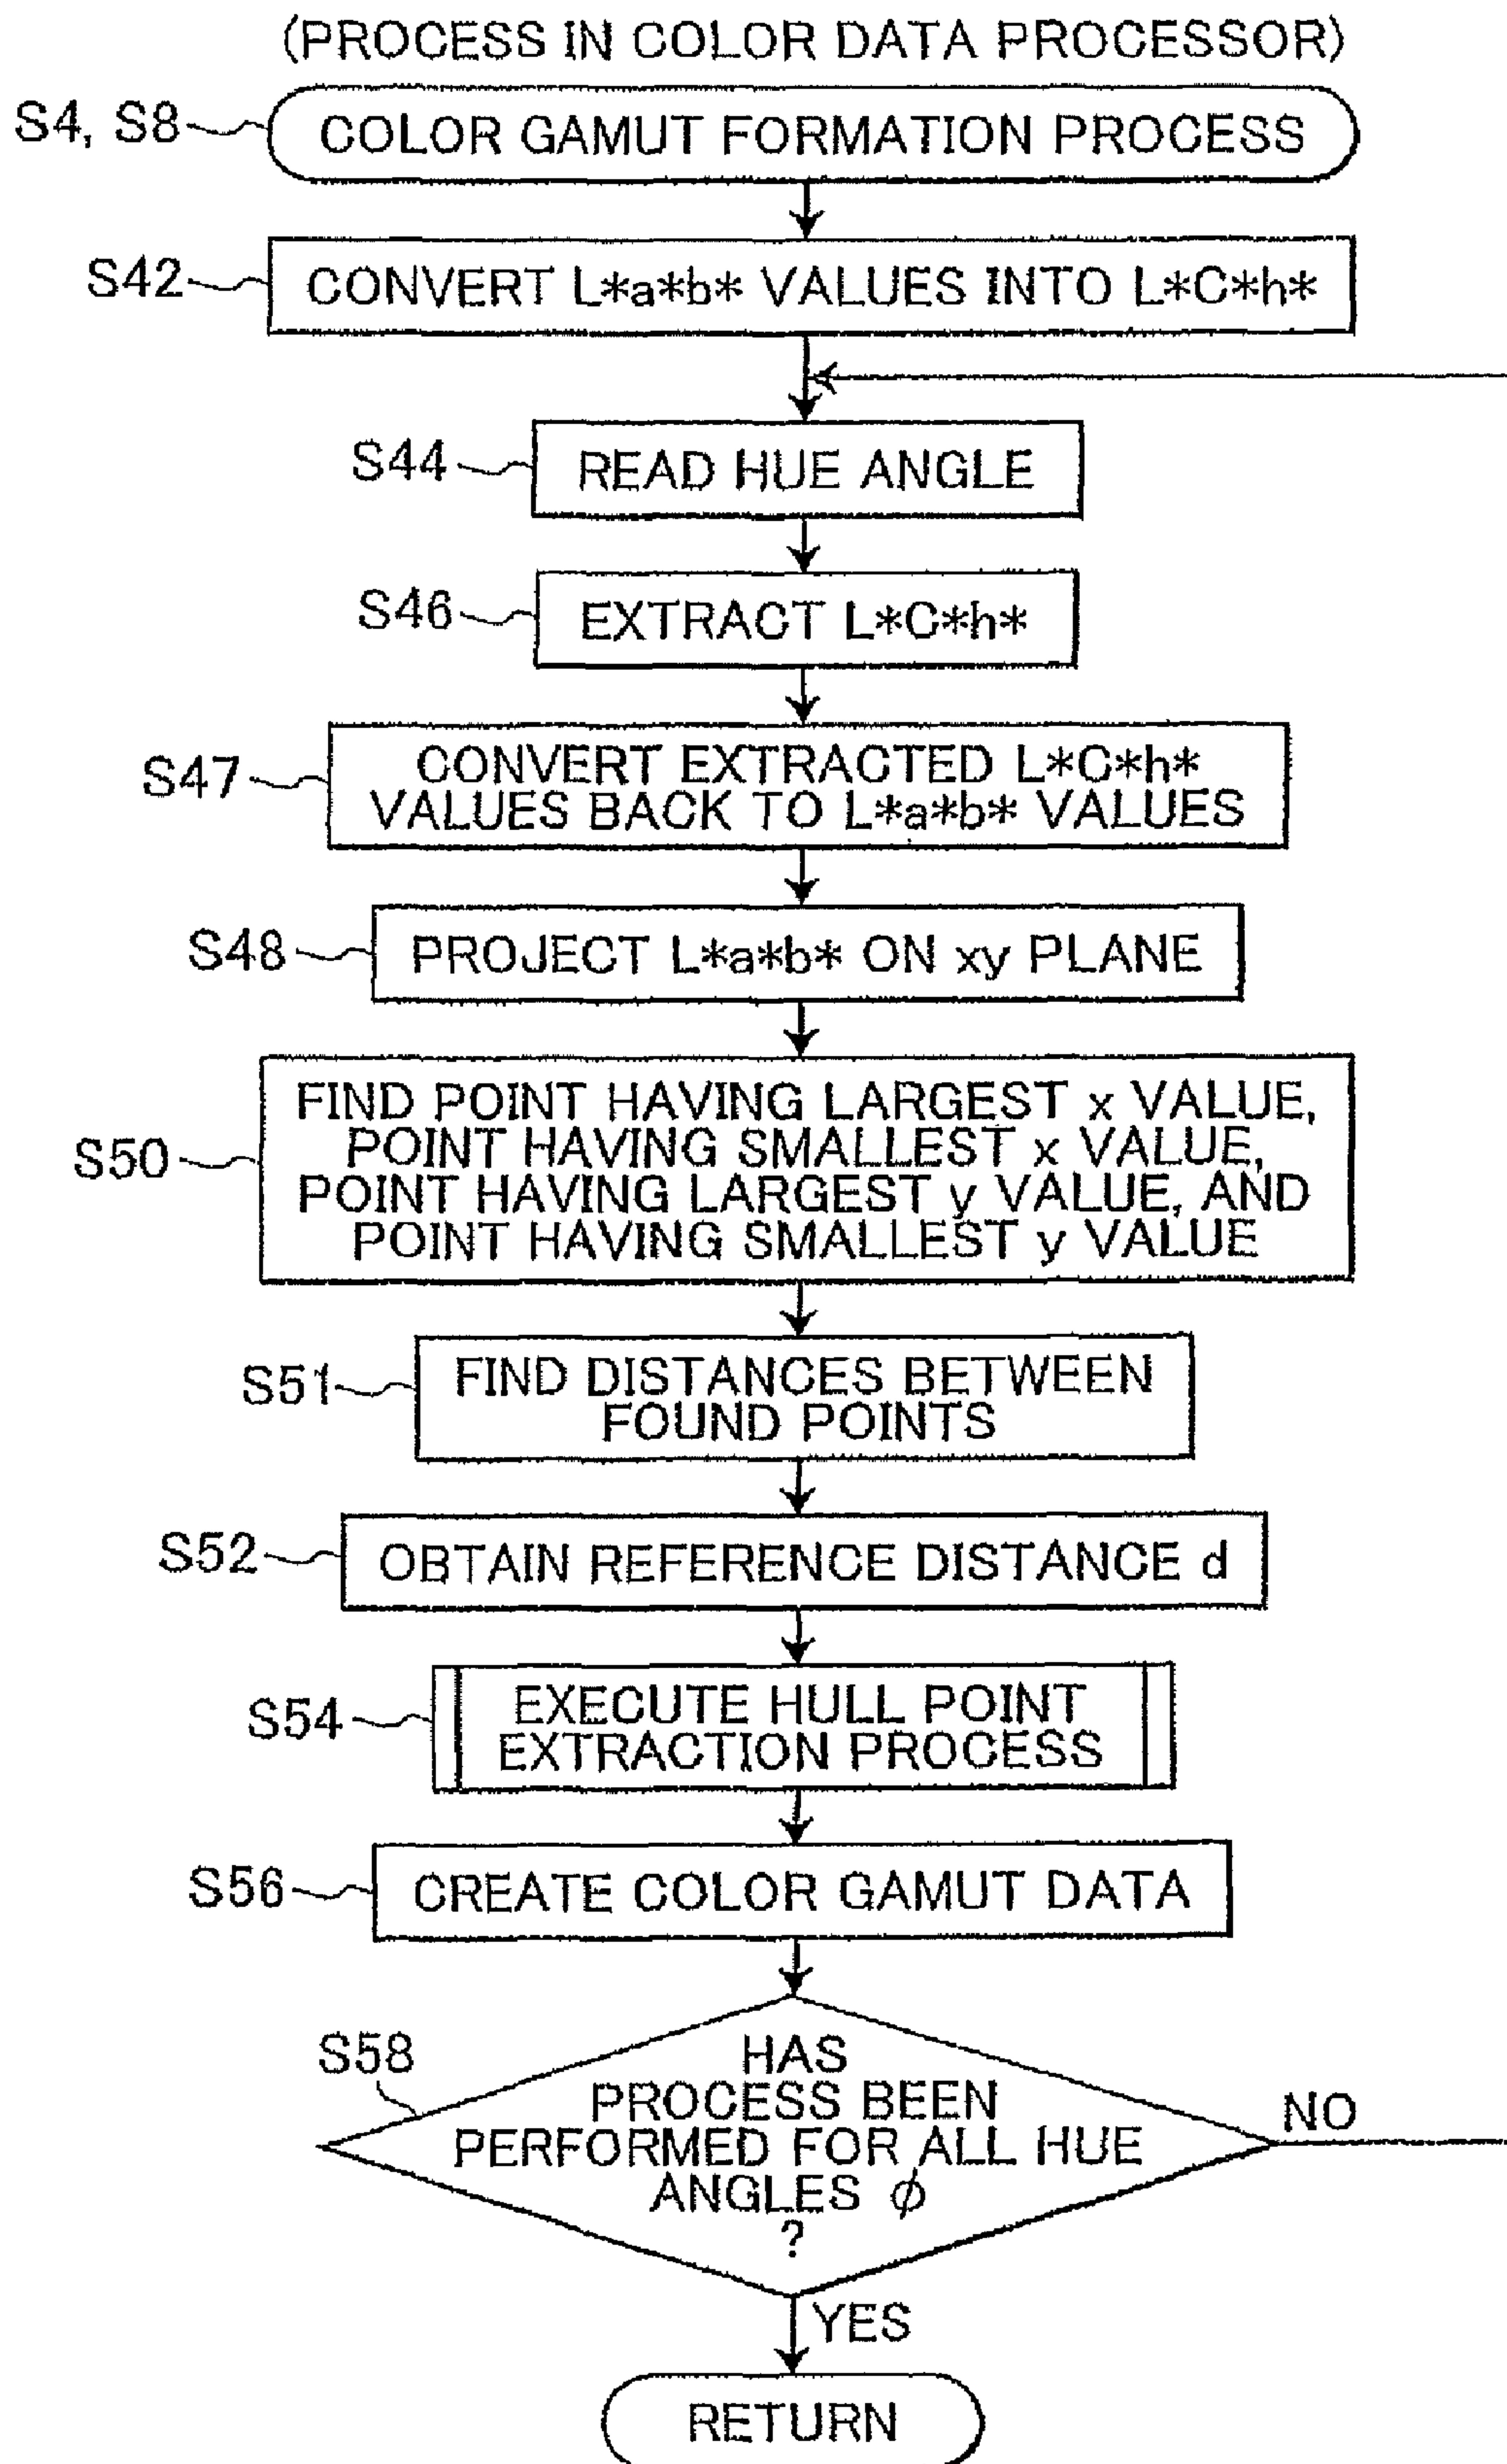 (PROCESS IN COLOR DATA PROCESSOR)
S4, S8
COLOR GAMUT FORMATION PROCESS
S42
CONVERT L*a*b* VALUES INTO L*C*h*
S44
READ HUE ANGLE
S46
EXTRACT L*C*h*
S47
CONVERT EXTRACTED L*C*h*
VALUES BACK TO L*a*b* VALUES
S48
PROJECT L*a*b* ON xy PLANE
S50
FIND POINT HAVING LARGEST x VALUE,
POINT HAVING SMALLEST x VALUE,
POINT HAVING LARGEST y VALUE, AND
POINT HAVING SMALLEST y VALUE
S51
FIND DISTANCES BETWEEN
FOUND POINTS
S52
OBTAIN REFERENCE DISTANCE d
S54
EXECUTE HULL POINT
EXTRACTION PROCESS
S56
CREATE COLOR GAMUT DATA
S58
HAS
PROCESS BEEN
PERFORMED FOR ALL HUE
ANGLES ϕ
?
NO
YES
RETURN